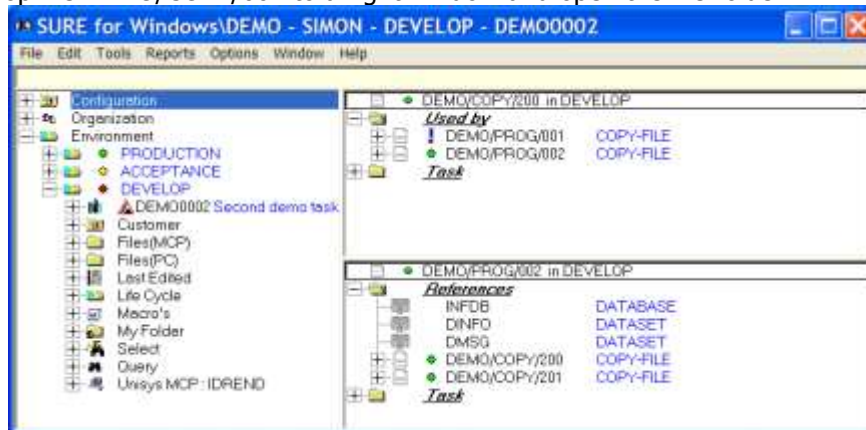 SURE for Windows\DEMO - SIMON - DEVELOP - DEMO0002
File Edit Tools Reports Options Window Help
Configuration
Organization
Environment
PRODUCTION
ACCEPTANCE
DEVELOP
DEMO0002 Second demo task
Customer
Files(MCP)
Files(PC)
Last Edited
Life Cycle
Macro's
My Folder
Select
Query
Unisys MCP : IDREND
DEMO/COPY/200 in DEVELOP
Used by
DEMO/PROG/001 COPY-FILE
DEMO/PROG/002 COPY-FILE
Task
DEMO/PROG/002 in DEVELOP
References
INFDB DATABASE
DINFO DATASET
DMSG DATASET
DEMO/COPY/200 COPY-FILE
DEMO/COPY/201 COPY-FILE
Task